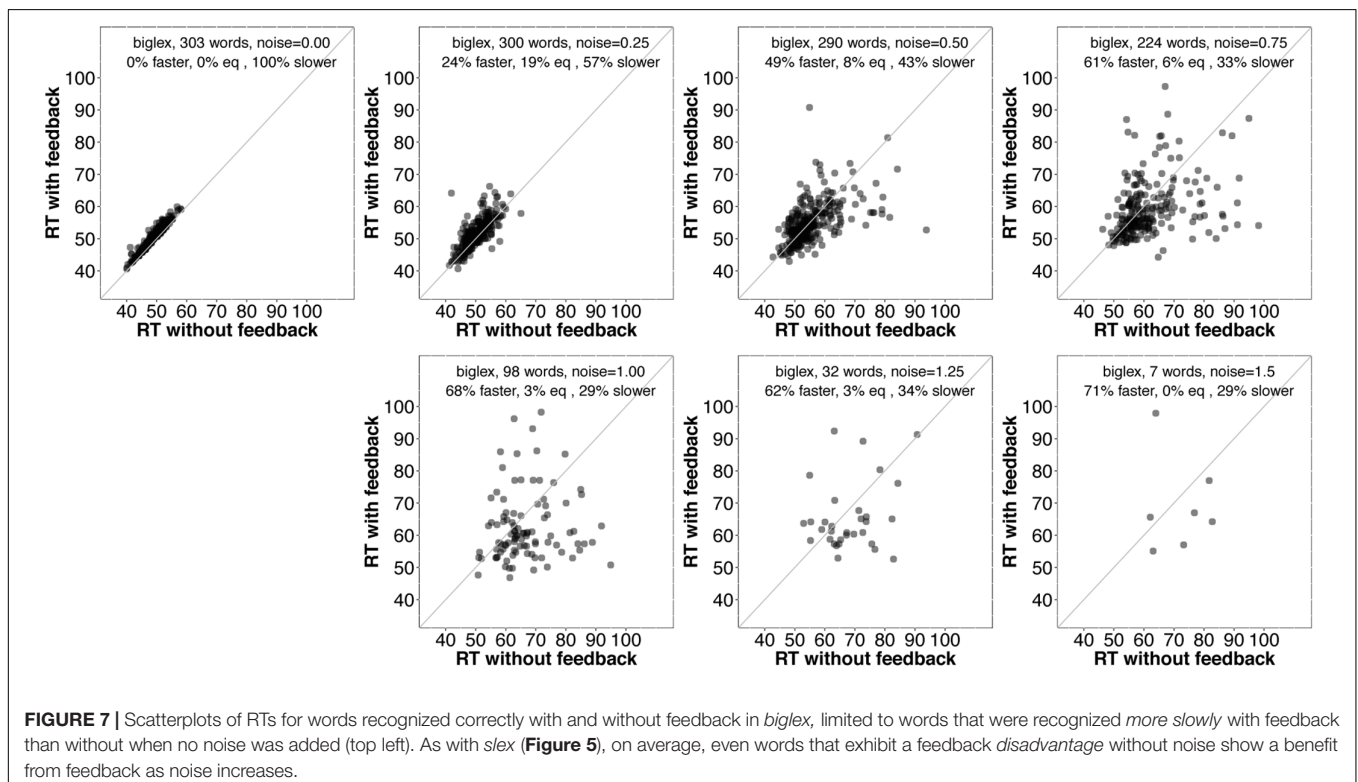 biglex, 303 words, noise=0.00
0% faster, 0% eq , 100% slower
RT with feedback
100
90
80
70
60
50
40
40 50 60 70 80 90 100
RT without feedback
biglex, 300 words, noise=0.25
24% faster, 19% eq , 57% slower
RT with feedback
100
90
80
70
60
50
40
40 50 60 70 80 90 100
RT without feedback
biglex, 290 words, noise=0.50
49% faster, 8% eq , 43% slower
RT with feedback
100
90
80
70
60
50
40
40 50 60 70 80 90 100
RT without feedback
biglex, 224 words, noise=0.75
61% faster, 6% eq , 33% slower
RT with feedback
100
90
80
70
60
50
40
40 50 60 70 80 90 100
RT without feedback
biglex, 98 words, noise=1.00
68% faster, 3% eq , 29% slower
RT with feedback
100
90
80
70
60
50
40
40 50 60 70 80 90 100
RT without feedback
biglex, 32 words, noise=1.25
62% faster, 3% eq , 34% slower
RT with feedback
100
90
80
70
60
50
40
40 50 60 70 80 90 100
RT without feedback
biglex, 7 words, noise=1.5
71% faster, 0% eq , 29% slower
RT with feedback
100
90
80
70
60
50
40
40 50 60 70 80 90 100
RT without feedback
FIGURE 7 | Scatterplots of RTs for words recognized correctly with and without feedback in biglex, limited to words that were recognized more slowly with feedback
than without when no noise was added (top left). As with slex (Figure 5), on average, even words that exhibit a feedback disadvantage without noise show a benefit
from feedback as noise increases.